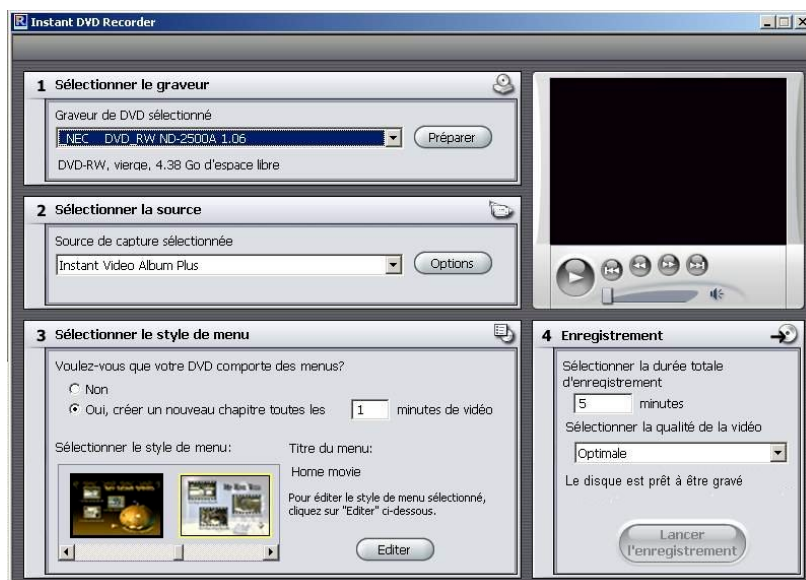 Instant DVD Recorder
1 Sélectionner le graveur
Graveur de DVD sélectionné
_NEC DVD_RW ND-2500A 1.06
Préparer
DVD-RW, vierge, 4.38 Go d'espace libre
2 Sélectionner la source
Source de capture sélectionnée
Instant Video Album Plus
Options
3 Sélectionner le style de menu
Voulez-vous que votre DVD comporte des menus?
Non
Oui, créer un nouveau chapitre toutes les 1 minutes de vidéo
Sélectionner le style de menu:
Titre du menu:
Home movie
Pour éditer le style de menu sélectionné,
cliquez sur "Editer" ci-dessous.
Editer
4 Enregistrement
Sélectionner la durée totale
d'enregistrement
5 minutes
Sélectionner la qualité de la vidéo
Optimale
Le disque est prêt à être gravé
Lancer
l'enregistrement